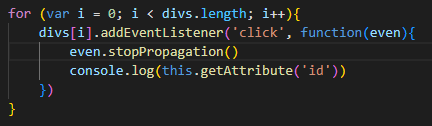 for (var i = 0; i < divs.length; i++){
    divs[i].addEventListener('click', function(even){
        even.stopPropagation()
        console.log(this.getAttribute('id'))
    })
}